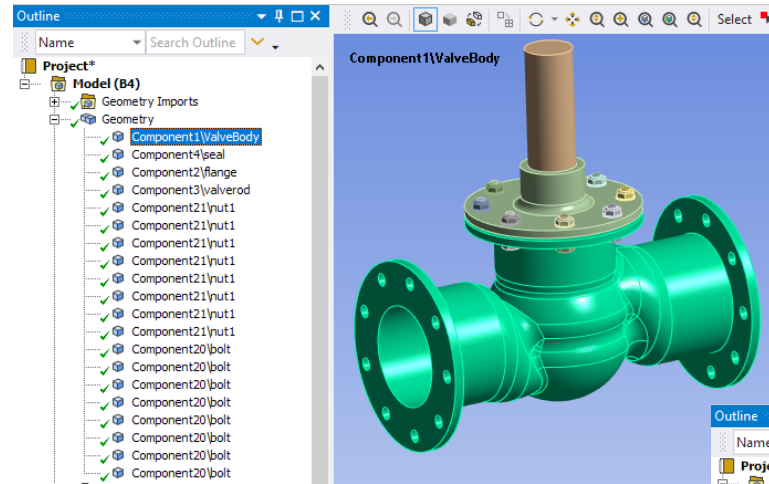 Outline
Name
Search Outline
Project*
Model (B4)
Geometry Imports
Geometry
Component1\ValveBody
Component4\seal
Component2\flange
Component3\valverod
Component21\nut1
Component21\nut1
Component21\nut1
Component21\nut1
Component21\nut1
Component21\nut1
Component21\nut1
Component21\nut1
Component20\bolt
Component20\bolt
Component20\bolt
Component20\bolt
Component20\bolt
Component20\bolt
Component20\bolt
Component20\bolt
Select
Component1\ValveBody
Outline
Name
Proje